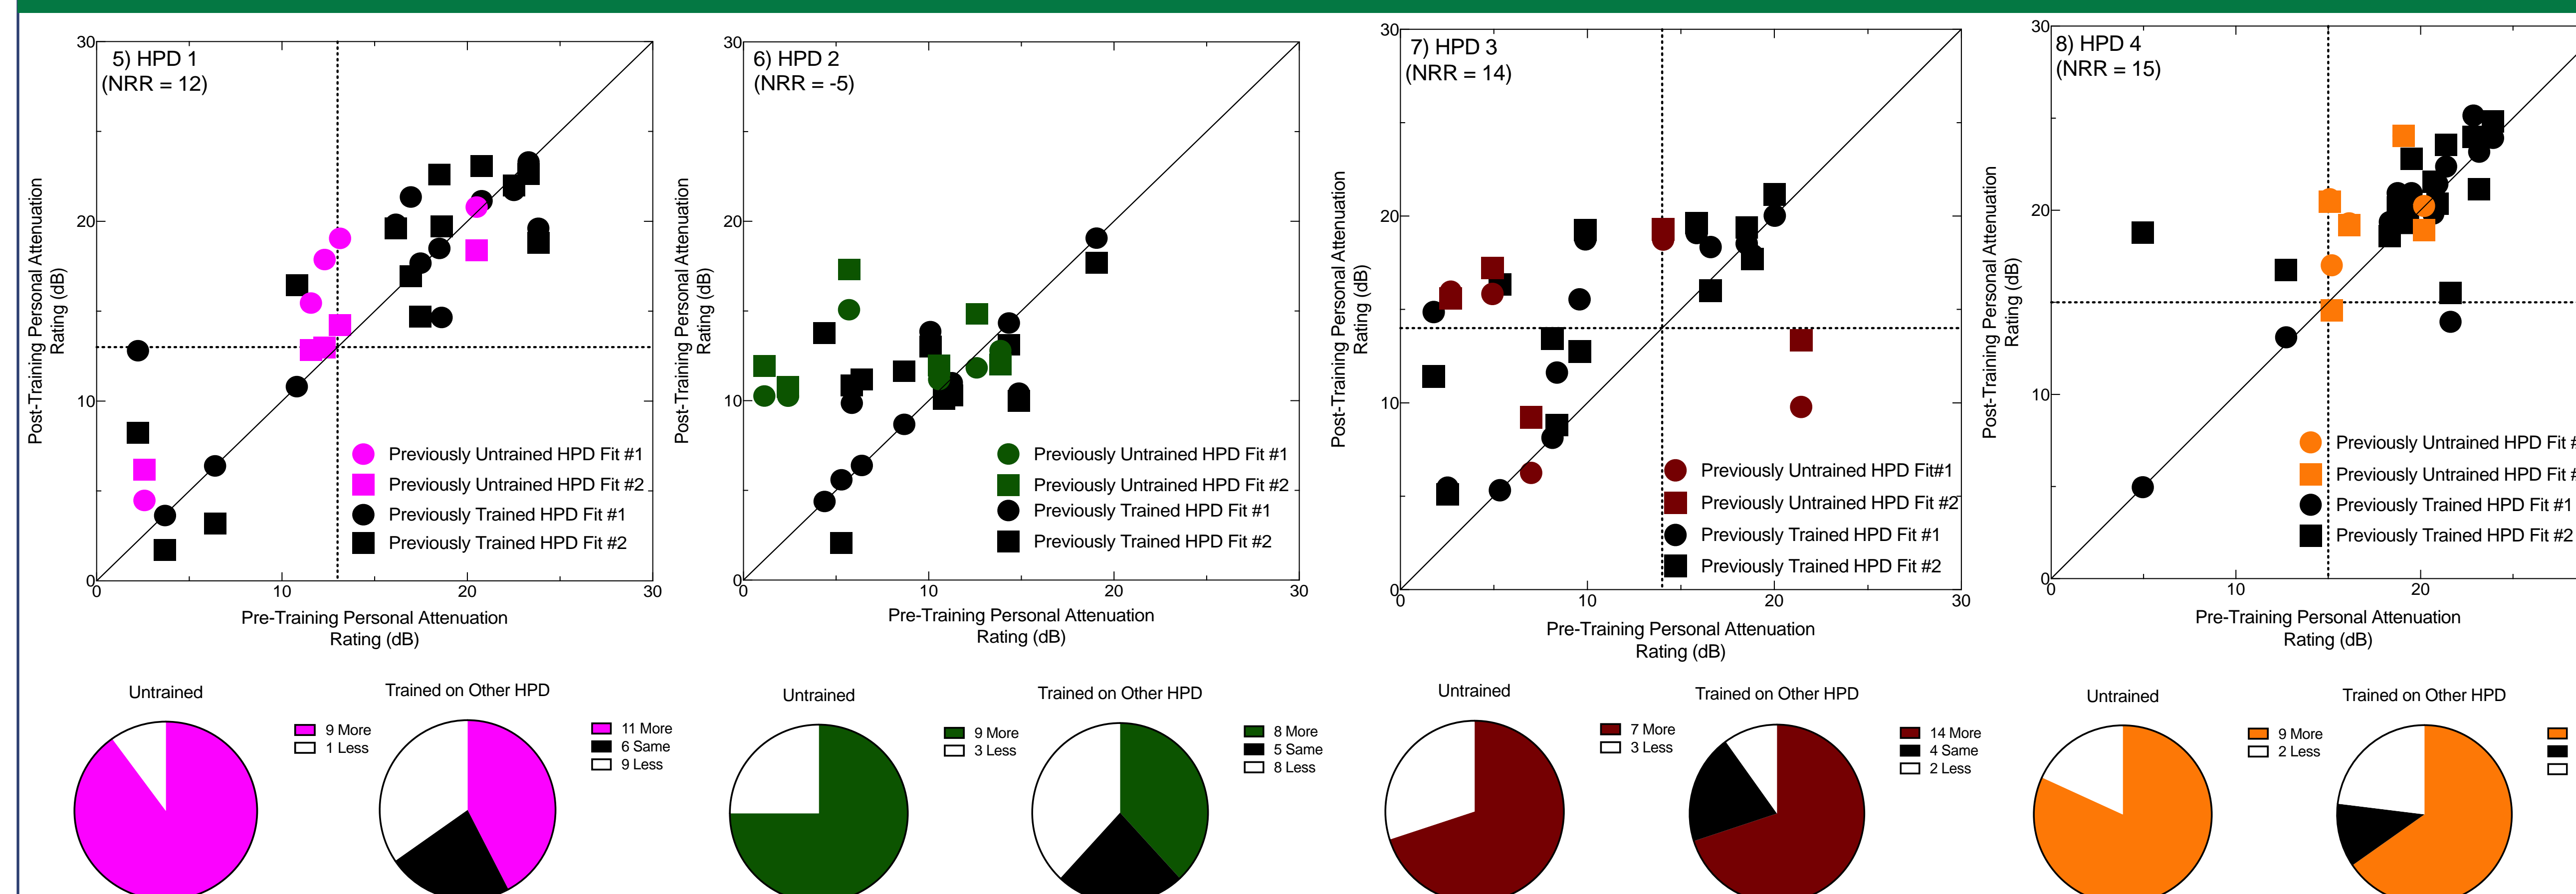 5) HPD 1
(NRR = 12)
30
20
10
0
Post-Training Personal Attenuation
Rating (dB)
Previously Untrained HPD Fit #1
Previously Untrained HPD Fit #2
Previously Trained HPD Fit #1
Previously Trained HPD Fit #2
0
10
20
30
Pre-Training Personal Attenuation
Rating (dB)
6) HPD 2
(NRR = -5)
30
20
10
0
Post-Training Personal Attenuation
Rating (dB)
Previously Untrained HPD Fit #1
Previously Untrained HPD Fit #2
Previously Trained HPD Fit #1
Previously Trained HPD Fit #2
0
10
20
30
Pre-Training Personal Attenuation
Rating (dB)
7) HPD 3
(NRR = 14)
30
20
10
0
Post-Training Personal Attenuation
Rating (dB)
Previously Untrained HPD Fit#1
Previously Untrained HPD Fit #2
Previously Trained HPD Fit #1
Previously Trained HPD Fit #2
0
10
20
30
Pre-Training Personal Attenuation
Rating (dB)
8) HPD 4
(NRR = 15)
30
20
10
0
Post-Training Personal Attenuation
Rating (dB)
Previously Untrained HPD Fit #
Previously Untrained HPD Fit #
Previously Trained HPD Fit #1
Previously Trained HPD Fit #2
0
10
20
Pre-Training Personal Attenuation
Rating (dB)
Untrained
9 More
1 Less
Trained on Other HPD
11 More
6 Same
9 Less
Untrained
9 More
3 Less
Trained on Other HPD
8 More
5 Same
8 Less
Untrained
7 More
3 Less
Trained on Other HPD
14 More
4 Same
2 Less
Untrained
9 More
2 Less
Trained on Other HPD